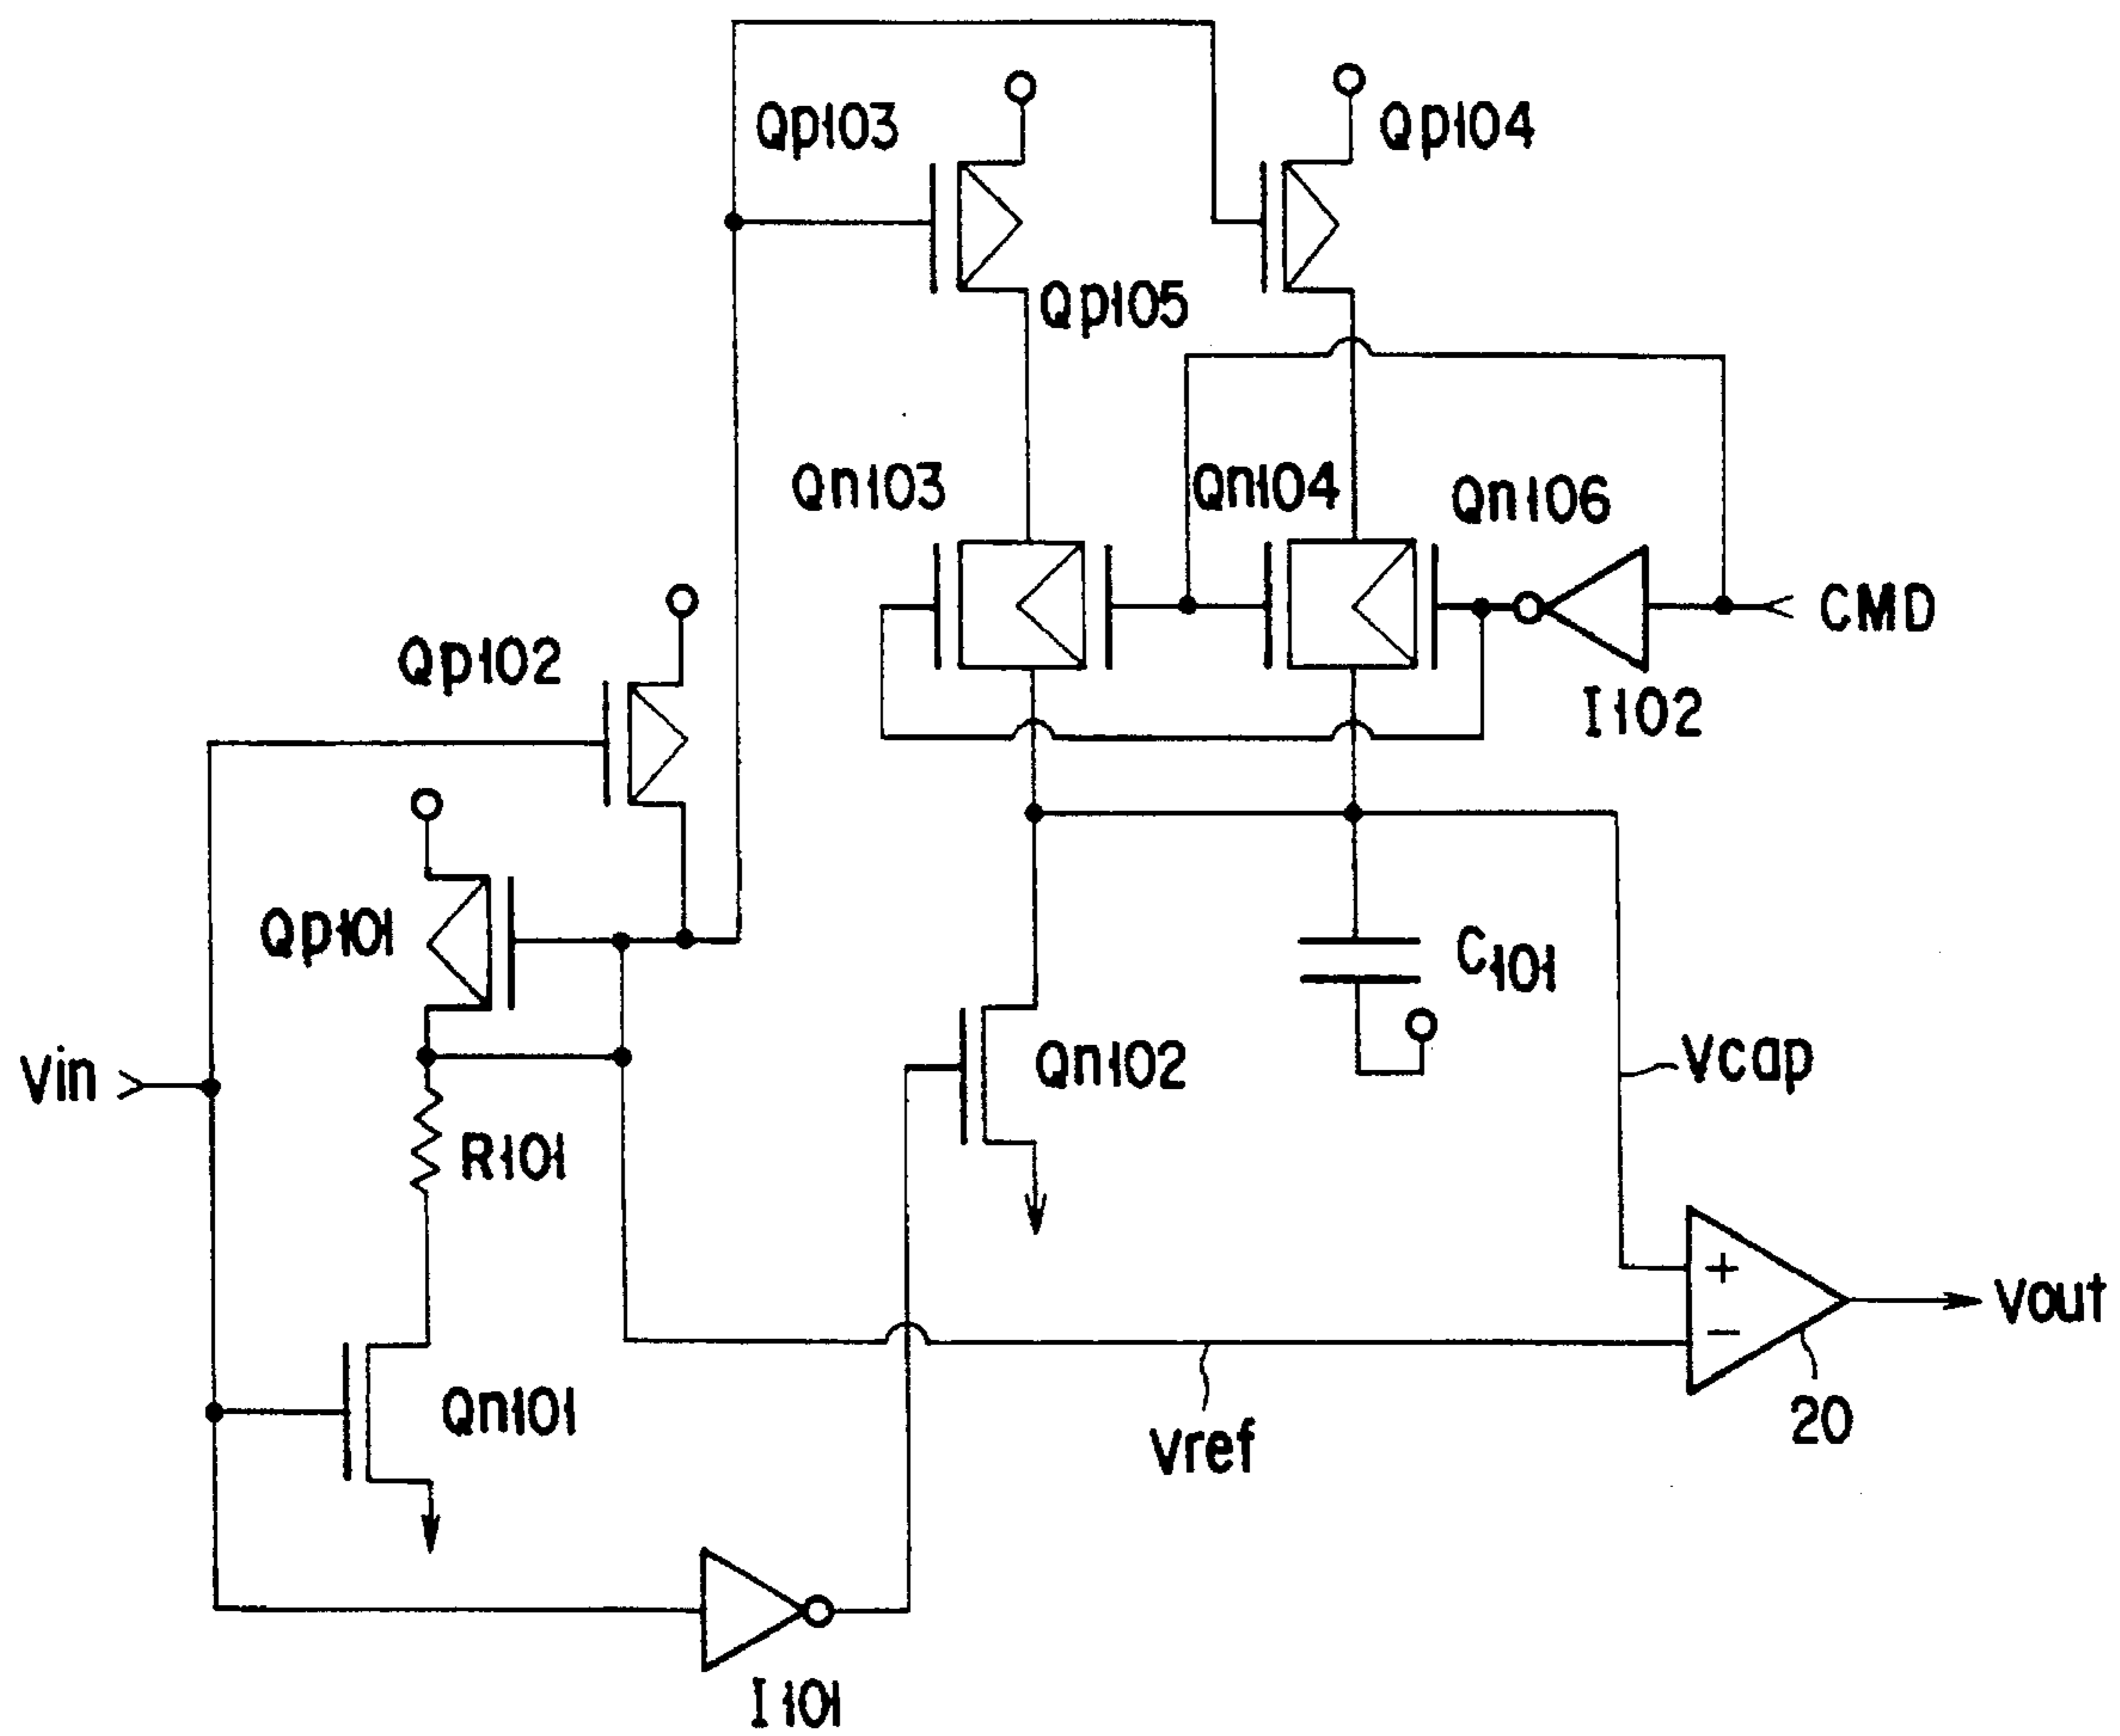 Qp103
Qp104
Qp105
Qn103
Qn104
Qn106
CMD
I102
Qp102
Qp101
C101
Vin
Qn102
Vcap
R101
+
−
Vout
Qn101
Vref
20
I101